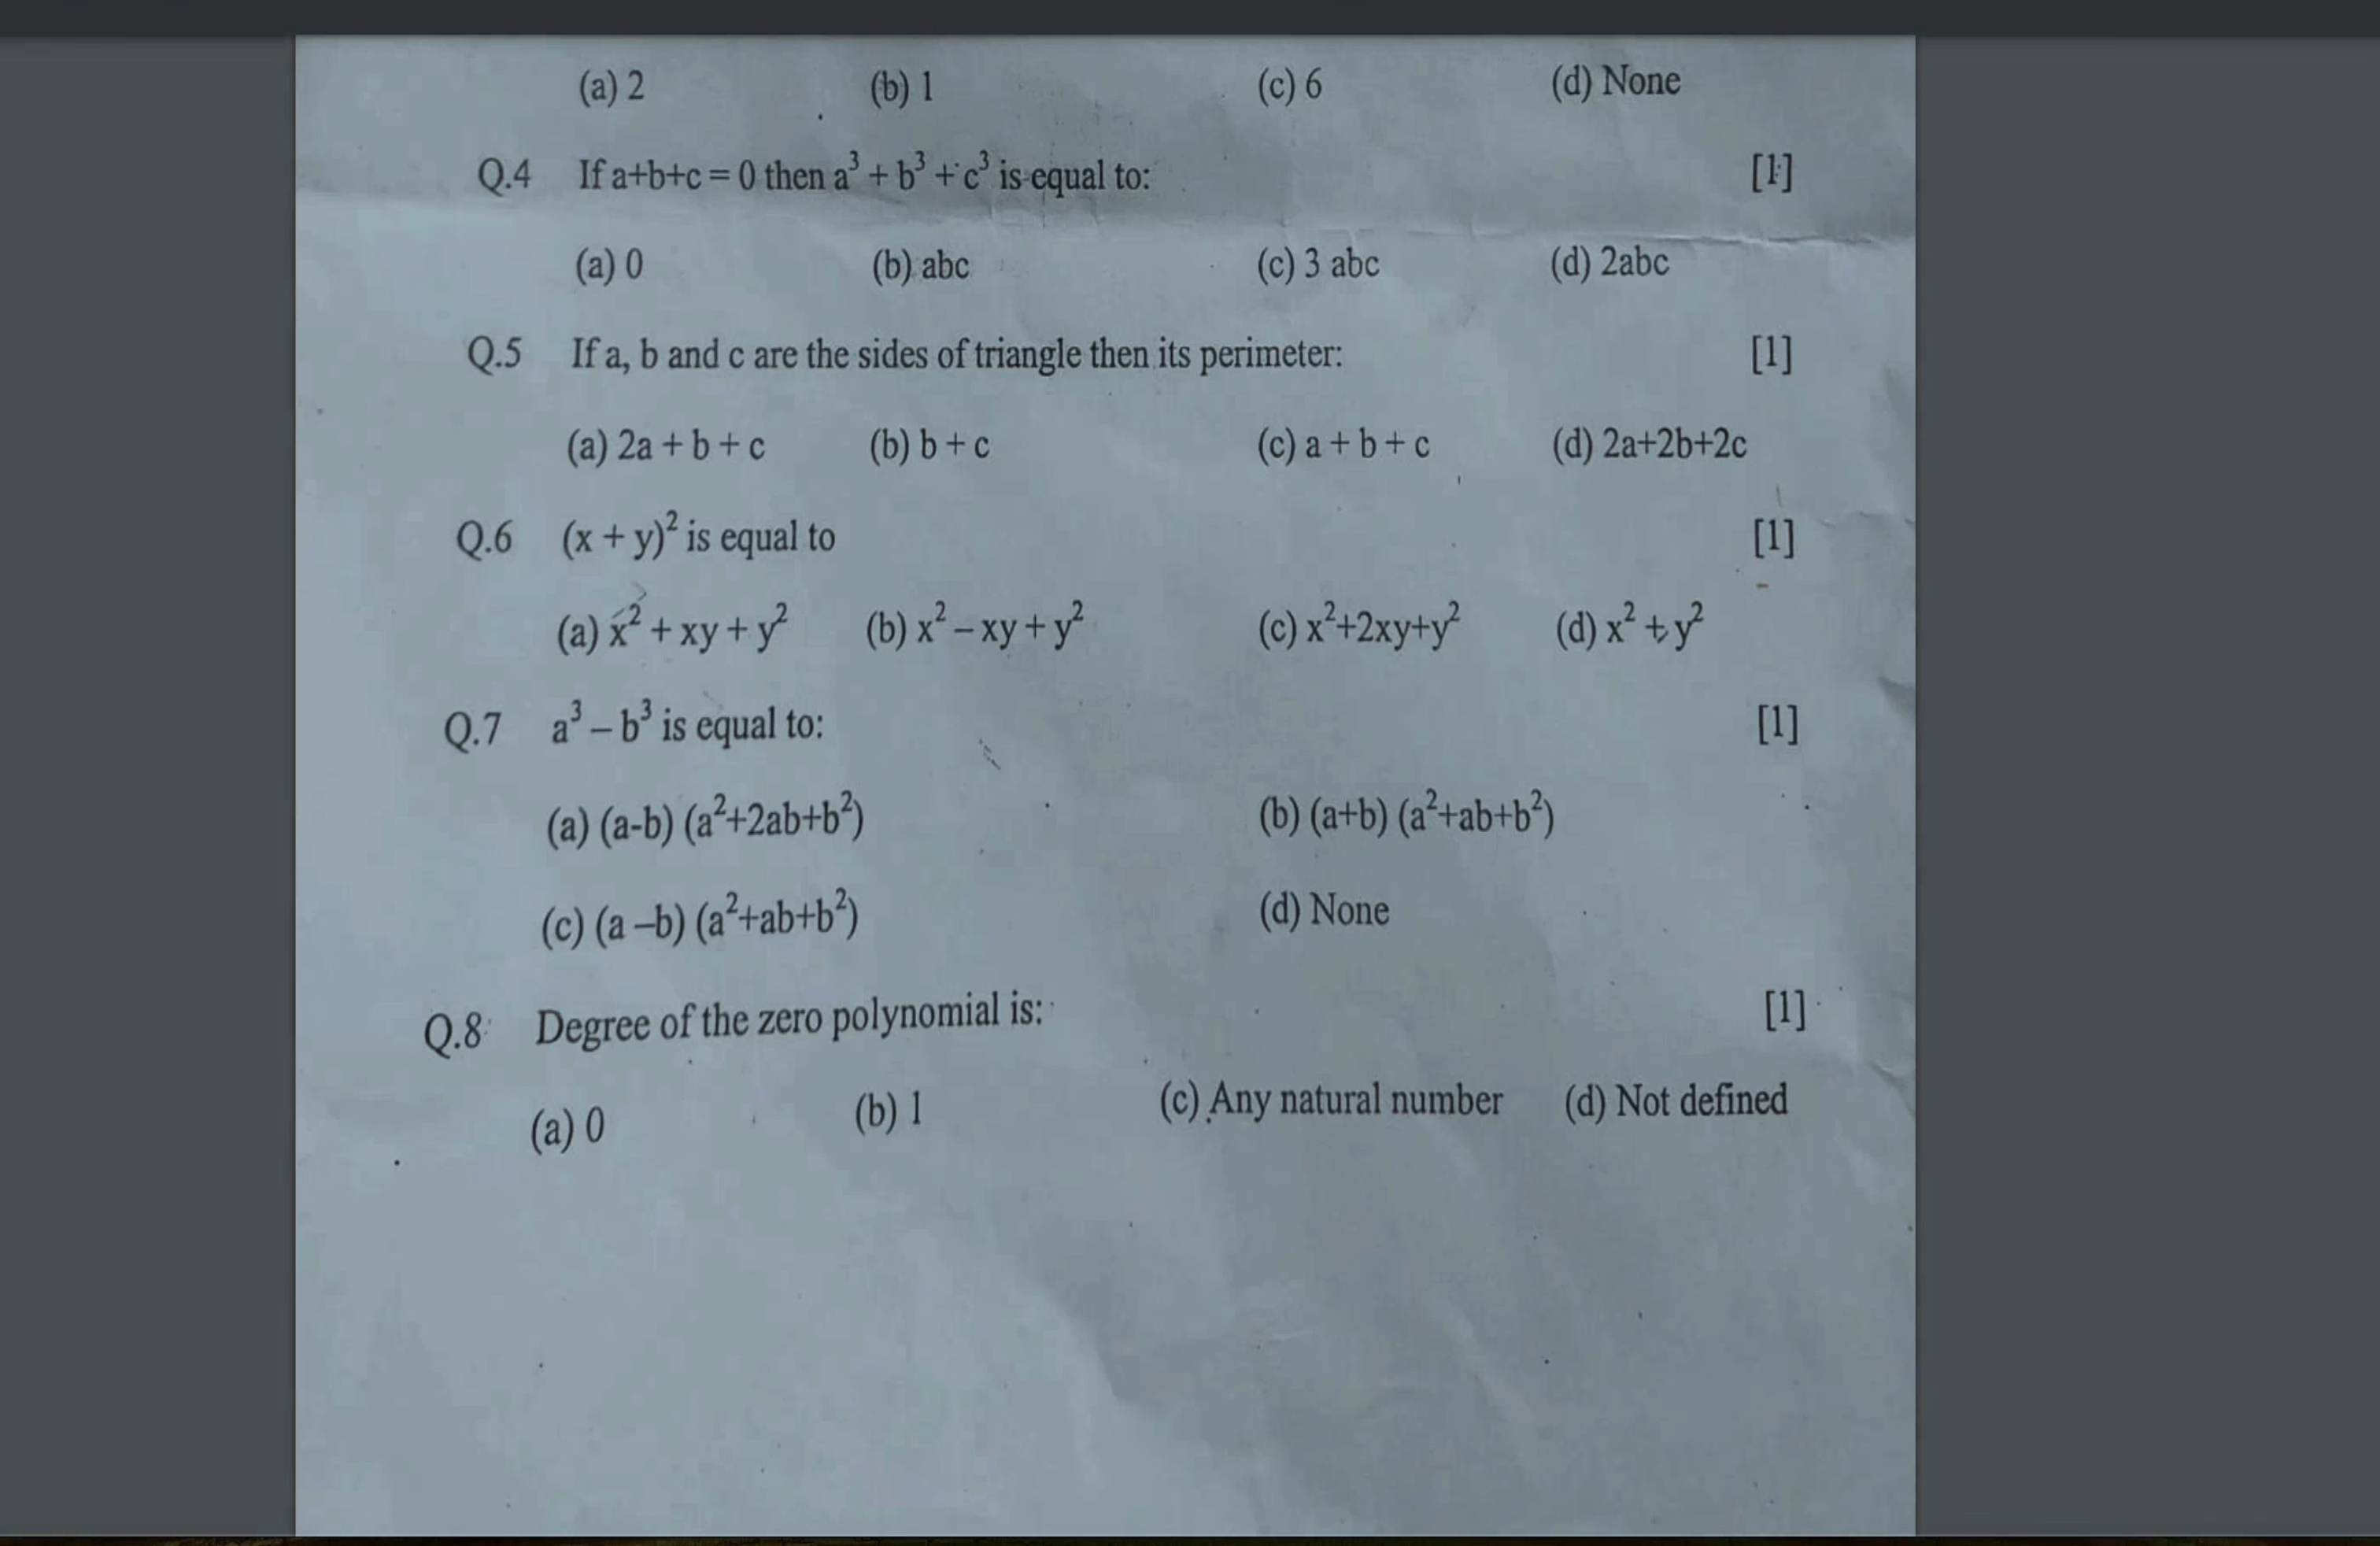 (a) 2 (b) 1 (c) 6 (d) None
Q.4 If a+b+c = 0 then a³ + b³ + c³ is equal to: [1]
(a) 0 (b) abc (c) 3 abc (d) 2abc
Q.5 If a, b and c are the sides of triangle then its perimeter: [1]
(a) 2a + b + c (b) b + c (c) a + b + c (d) 2a+2b+2c
Q.6 (x + y)² is equal to [1]
(a) x² + xy + y² (b) x² – xy + y² (c) x²+2xy+y² (d) x² + y²
Q.7 a³ – b³ is equal to: [1]
(a) (a-b) (a²+2ab+b²) (b) (a+b) (a²+ab+b²)
(c) (a –b) (a²+ab+b²) (d) None
Q.8 Degree of the zero polynomial is: [1]
(a) 0 (b) 1 (c) Any natural number (d) Not defined